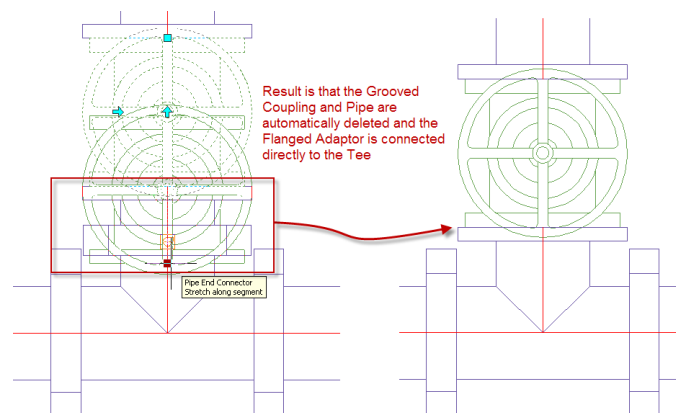 Result is that the Grooved
Coupling and Pipe are
automatically deleted and the
Flanged Adaptor is connected
directly to the Tee
Pipe End Connector
Stretch along segment